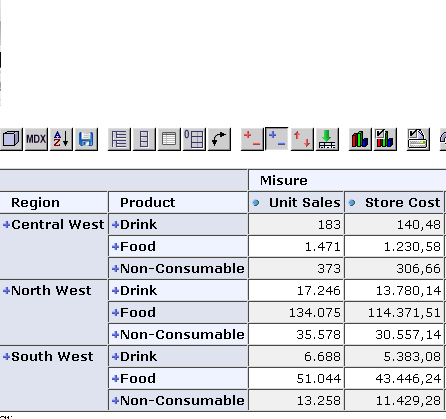 MDX A Z 0
Misure
Region Product Unit Sales Store Cost
+Central West +Drink 183 140,48
+Food 1.471 1.230,58
+Non-Consumable 373 306,66
+North West +Drink 17.246 13.780,14
+Food 134.075 114.371,51
+Non-Consumable 35.578 30.557,14
+South West +Drink 6.688 5.383,08
+Food 51.044 43.446,24
+Non-Consumable 13.258 11.429,28